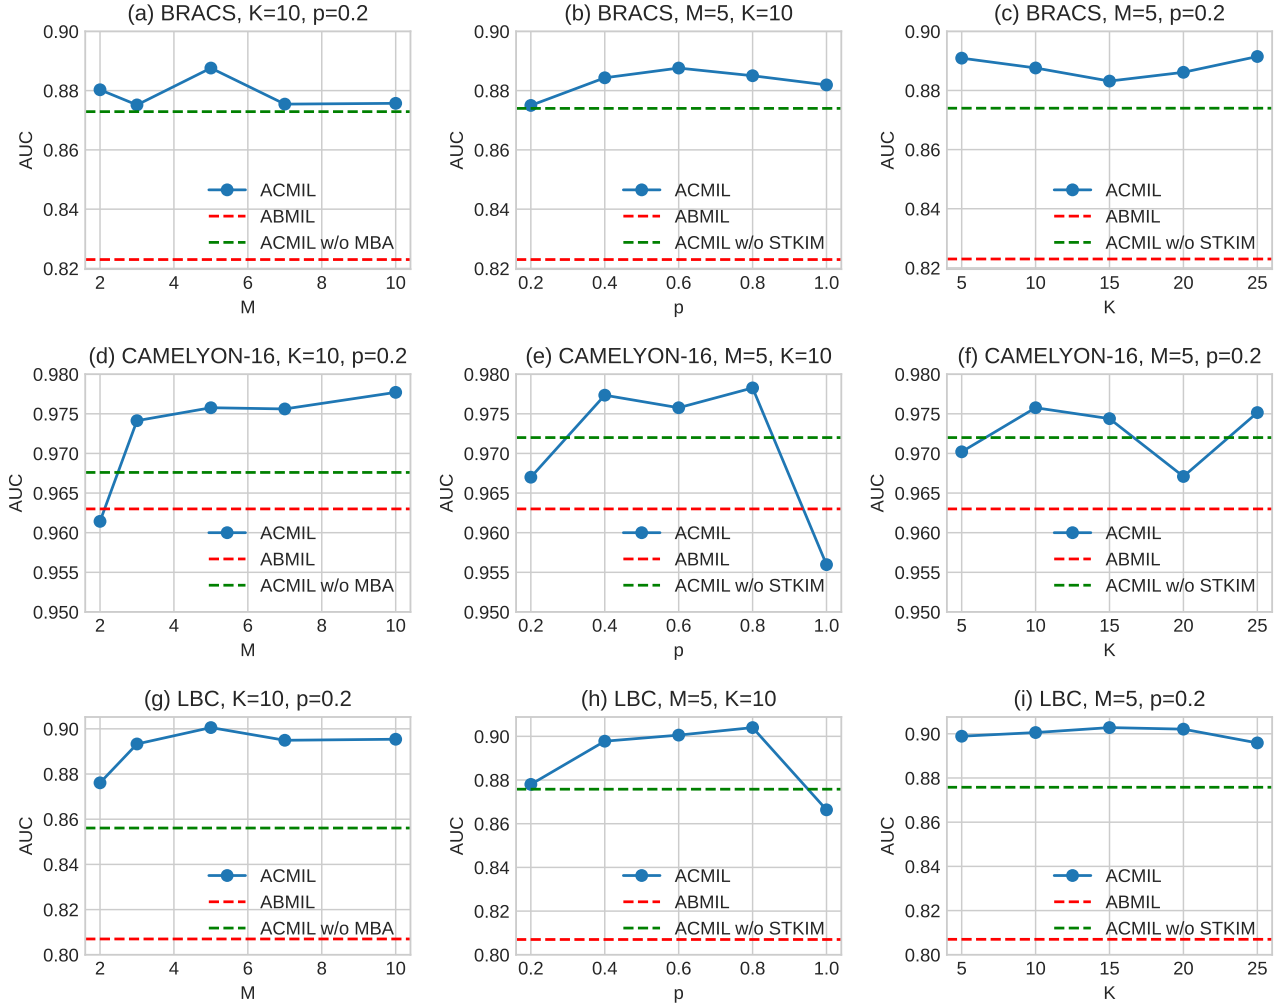 (a) BRACS, K=10, p=0.2
0.90
0.88
0.86
0.84
0.82
AUC
ACMIL
ABMIL
ACMIL w/o MBA
2 4 6 8 10
M
(b) BRACS, M=5, K=10
0.90
0.88
0.86
0.84
0.82
AUC
ACMIL
ABMIL
ACMIL w/o STKIM
0.2 0.4 0.6 0.8 1.0
p
(c) BRACS, M=5, p=0.2
0.90
0.88
0.86
0.84
0.82
AUC
ACMIL
ABMIL
ACMIL w/o STKIM
5 10 15 20 25
K
(d) CAMELYON-16, K=10, p=0.2
0.980
0.975
0.970
0.965
0.960
0.955
0.950
AUC
ACMIL
ABMIL
ACMIL w/o MBA
2 4 6 8 10
M
(e) CAMELYON-16, M=5, K=10
0.980
0.975
0.970
0.965
0.960
0.955
0.950
AUC
ACMIL
ABMIL
ACMIL w/o STKIM
0.2 0.4 0.6 0.8 1.0
p
(f) CAMELYON-16, M=5, p=0.2
0.980
0.975
0.970
0.965
0.960
0.955
0.950
AUC
ACMIL
ABMIL
ACMIL w/o STKIM
5 10 15 20 25
K
(g) LBC, K=10, p=0.2
0.90
0.88
0.86
0.84
0.82
0.80
AUC
ACMIL
ABMIL
ACMIL w/o MBA
2 4 6 8 10
M
(h) LBC, M=5, K=10
0.90
0.88
0.86
0.84
0.82
0.80
AUC
ACMIL
ABMIL
ACMIL w/o STKIM
0.2 0.4 0.6 0.8 1.0
p
(i) LBC, M=5, p=0.2
0.90
0.88
0.86
0.84
0.82
0.80
AUC
ACMIL
ABMIL
ACMIL w/o STKIM
5 10 15 20 25
K